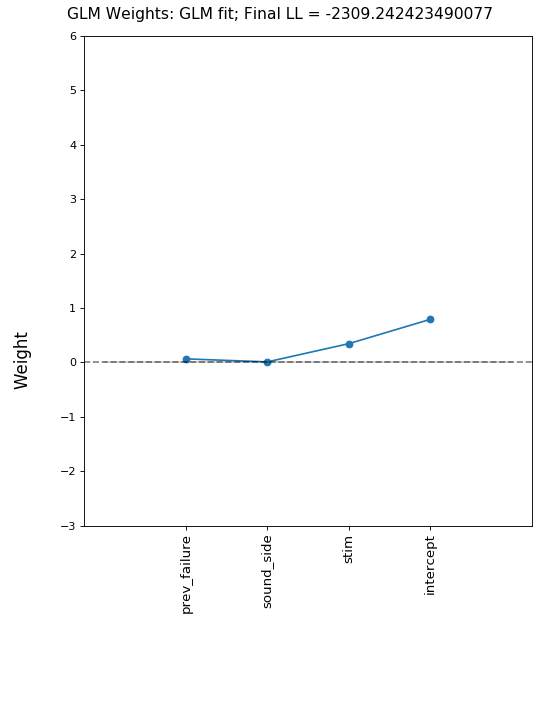 GLM Weights: GLM fit; Final LL = -2309.242423490077
6
5
4
3
2
1
0
−1
−2
−3
Weight
prev_failure
sound_side
stim
intercept